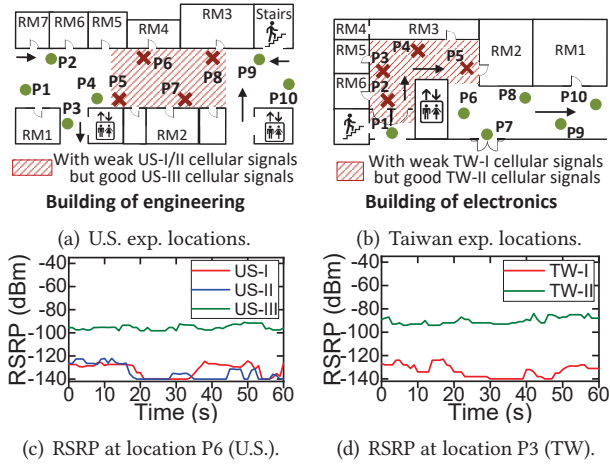 RM7 RM6 RM5 RM4 RM3 Stairs
P2 P6 P8 P9
P1 P4 P5 P7 P10
P3
RM1 RM2
With weak US-I/II cellular signals
but good US-III cellular signals
Building of engineering
(a) U.S. exp. locations.
RM4 RM3
RM5 P4 P5 RM2 RM1
P3
RM6 P2 P6 P8 P10
P1 P7 P9
With weak TW-I cellular signals
but good TW-II cellular signals
Building of electronics
(b) Taiwan exp. locations.
RSRP (dBm)
-40
-60
-80
-100
-120
-140
US-I
US-II
US-III
0 10 20 30 40 50 60
Time (s)
(c) RSRP at location P6 (U.S.).
RSRP (dBm)
-40
-60
-80
-100
-120
-140
TW-I
TW-II
0 10 20 30 40 50 60
Time (s)
(d) RSRP at location P3 (TW).